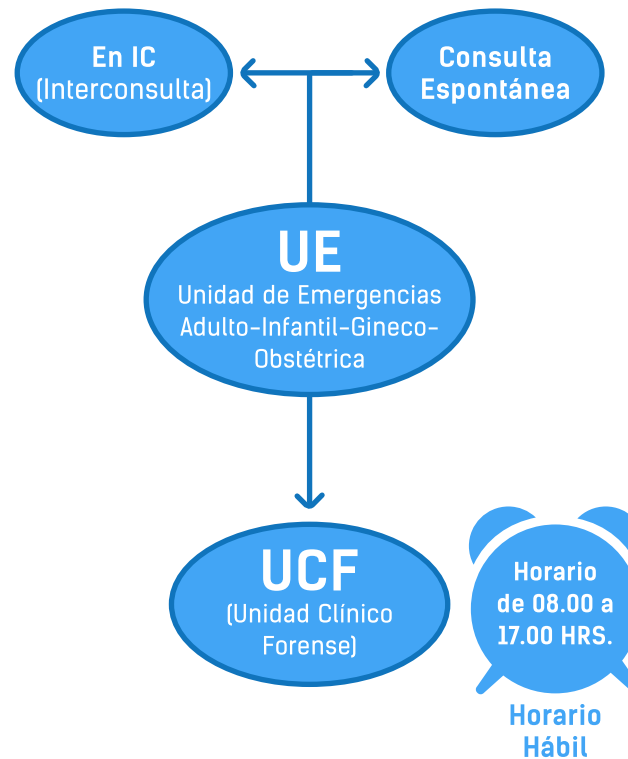 En IC
(Interconsulta)
Consulta
Espontánea
UE
Unidad de Emergencias
Adulto-Infantil-Gineco-
Obstétrica
UCF
(Unidad Clínico
Forense)
Horario
de 08.00 a
17.00 HRS.
Horario
Hábil